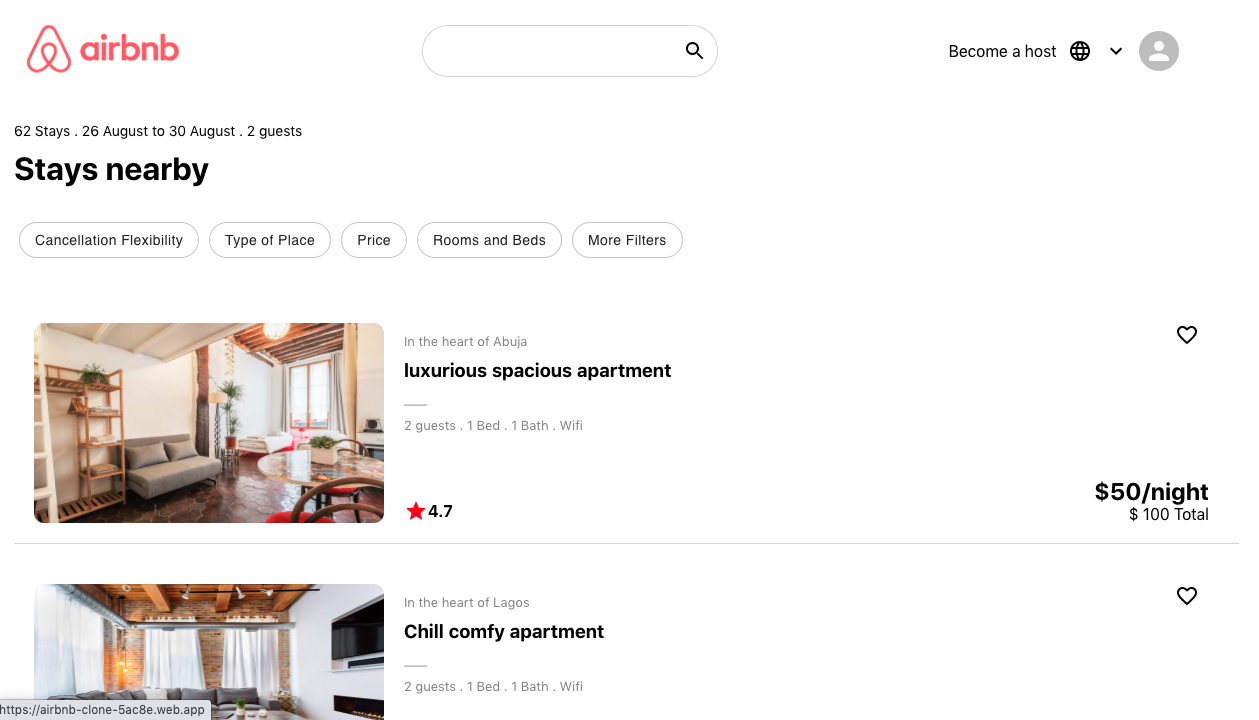 airbnb
Become a host
62 Stays . 26 August to 30 August . 2 guests
Stays nearby
Cancellation Flexibility
Type of Place
Price
Rooms and Beds
More Filters
In the heart of Abuja
luxurious spacious apartment
2 guests . 1 Bed . 1 Bath . Wifi
4.7
$50/night
$ 100 Total
In the heart of Lagos
Chill comfy apartment
2 guests . 1 Bed . 1 Bath . Wifi
https://airbnb-clone-5ac8e.web.app